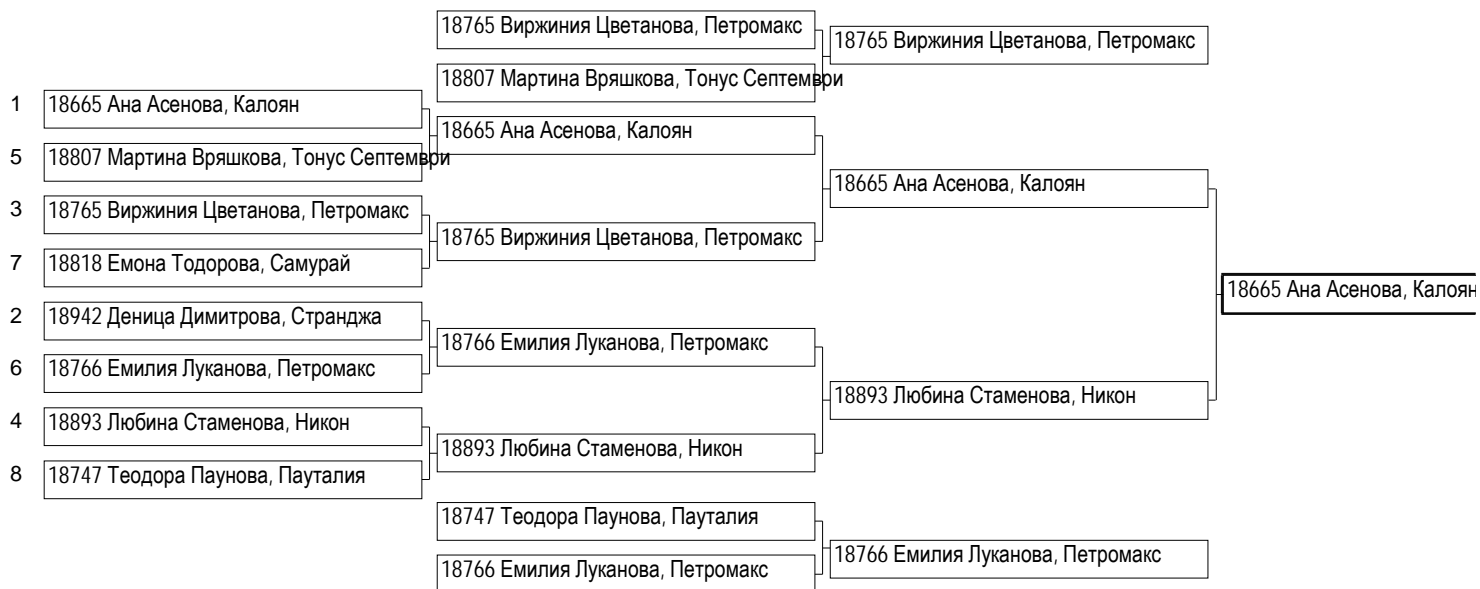 18765 Виржиния Цветанова, Петромакс
18765 Виржиния Цветанова, Петромакс
18807 Мартина Вряшкова, Тонус Септември
1 18665 Ана Асенова, Калоян
18665 Ана Асенова, Калоян
5 18807 Мартина Вряшкова, Тонус Септември
18665 Ана Асенова, Калоян
3 18765 Виржиния Цветанова, Петромакс
18765 Виржиния Цветанова, Петромакс
7 18818 Емона Тодорова, Самурай
18665 Ана Асенова, Калоян
2 18942 Деница Димитрова, Странджа
18766 Емилия Луканова, Петромакс
6 18766 Емилия Луканова, Петромакс
18893 Любина Стаменова, Никон
4 18893 Любина Стаменова, Никон
18893 Любина Стаменова, Никон
8 18747 Теодора Паунова, Пауталия
18747 Теодора Паунова, Пауталия
18766 Емилия Луканова, Петромакс
18766 Емилия Луканова, Петромакс